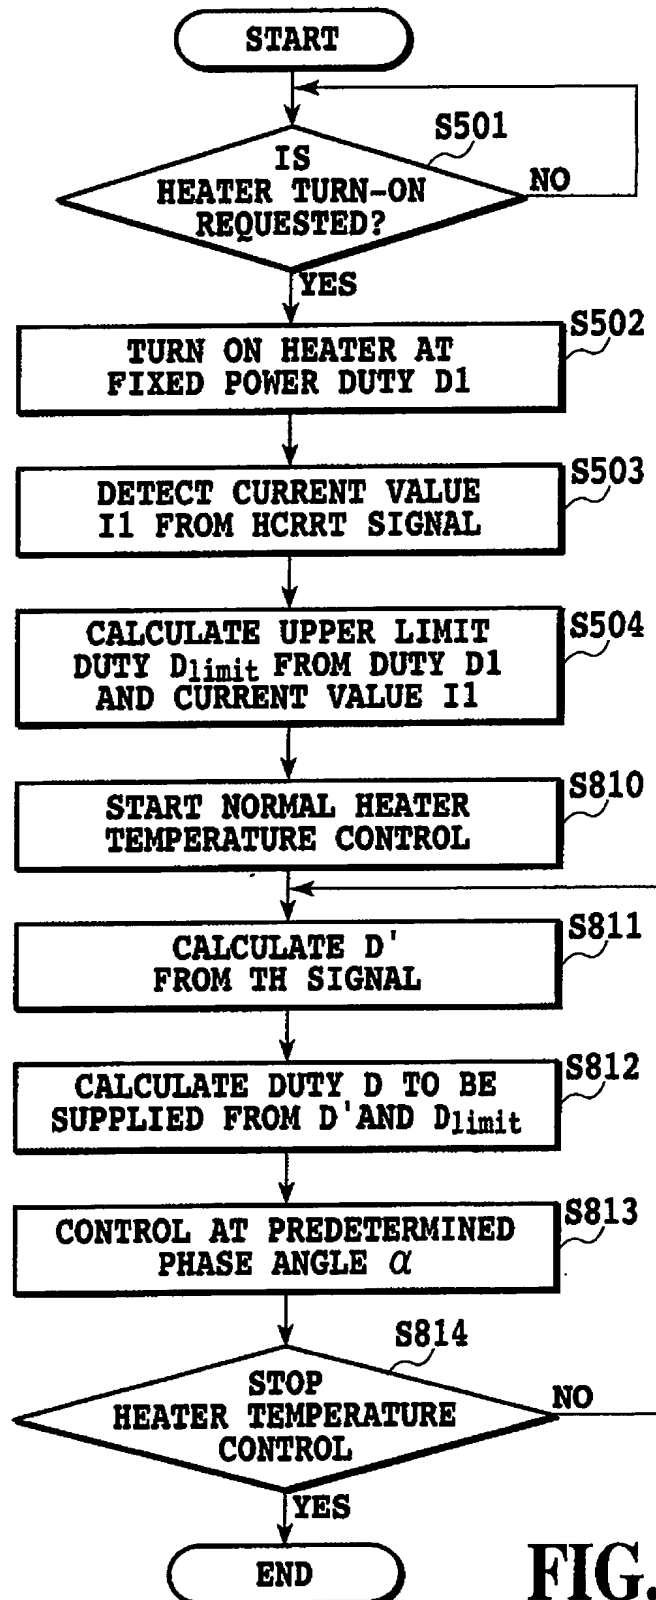 START
S501
IS
HEATER TURN-ON
REQUESTED?
NO
YES
S502
TURN ON HEATER AT
FIXED POWER DUTY D1
S503
DETECT CURRENT VALUE
I1 FROM HCRRT SIGNAL
S504
CALCULATE UPPER LIMIT
DUTY Dlimit FROM DUTY D1
AND CURRENT VALUE I1
S810
START NORMAL HEATER
TEMPERATURE CONTROL
S811
CALCULATE D'
FROM TH SIGNAL
S812
CALCULATE DUTY D TO BE
SUPPLIED FROM D'AND Dlimit
S813
CONTROL AT PREDETERMINED
PHASE ANGLE α
S814
STOP
HEATER TEMPERATURE
CONTROL
NO
YES
END
FIG.